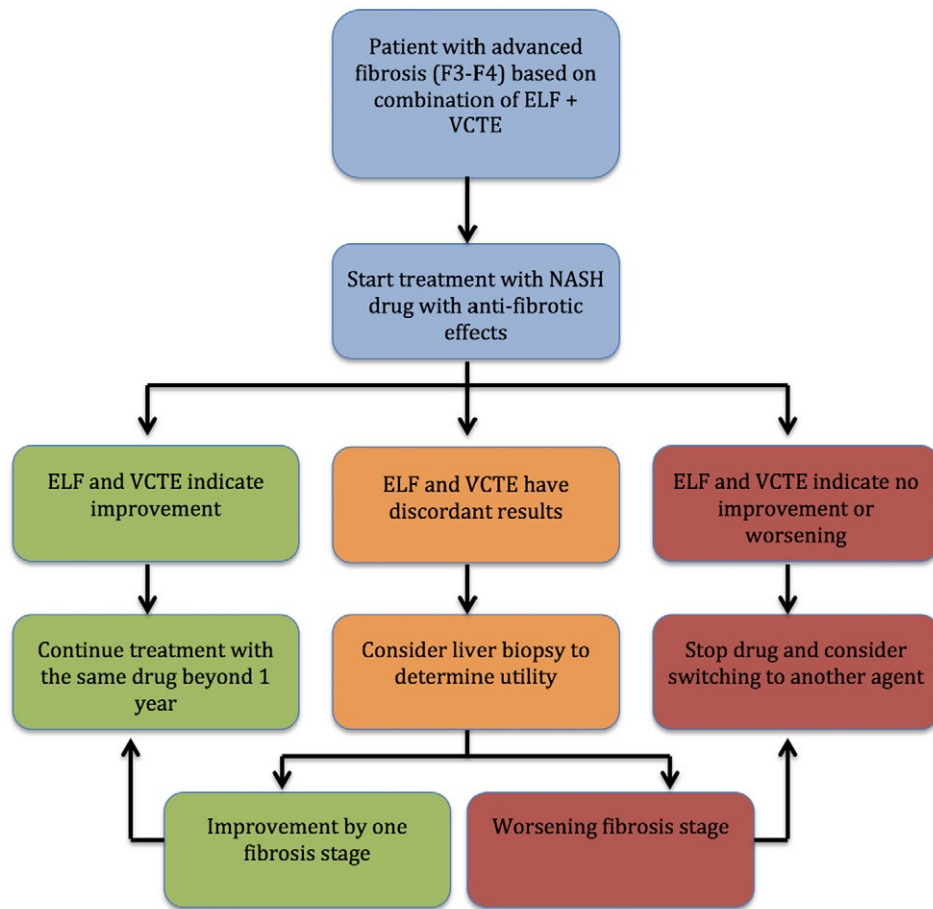 Patient with advanced
fibrosis (F3-F4) based on
combination of ELF +
VCTE
Start treatment with NASH
drug with anti-fibrotic
effects
ELF and VCTE indicate
improvement
ELF and VCTE have
discordant results
ELF and VCTE indicate no
improvement or
worsening
Continue treatment with
the same drug beyond 1
year
Consider liver biopsy to
determine utility
Stop drug and consider
switching to another agent
Improvement by one
fibrosis stage
Worsening fibrosis stage